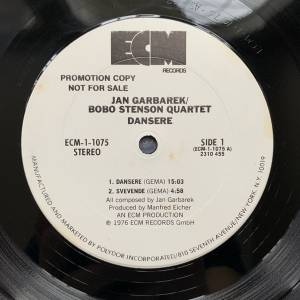 ECM
RECORDS
PROMOTION COPY
NOT FOR SALE
JAN GARBAREK/
BOBO STENSON QUARTET
DANSERE
ECM-1-1075
STEREO
SIDE 1
(ECM-1-1075 A)
2310 455
1. DANSERE (GEMA) 15:03
2. SVEVENDE (GEMA) 4:58
All composed by Jan Garbarek
Produced by Manfred Eicher
AN ECM PRODUCTION
℗ 1976 ECM RECORDS GmbH
MANUFACTURED AND MARKETED BY POLYDOR INCORPORATED/810 SEVENTH AVENUE/NEW YORK, N.Y. 10019